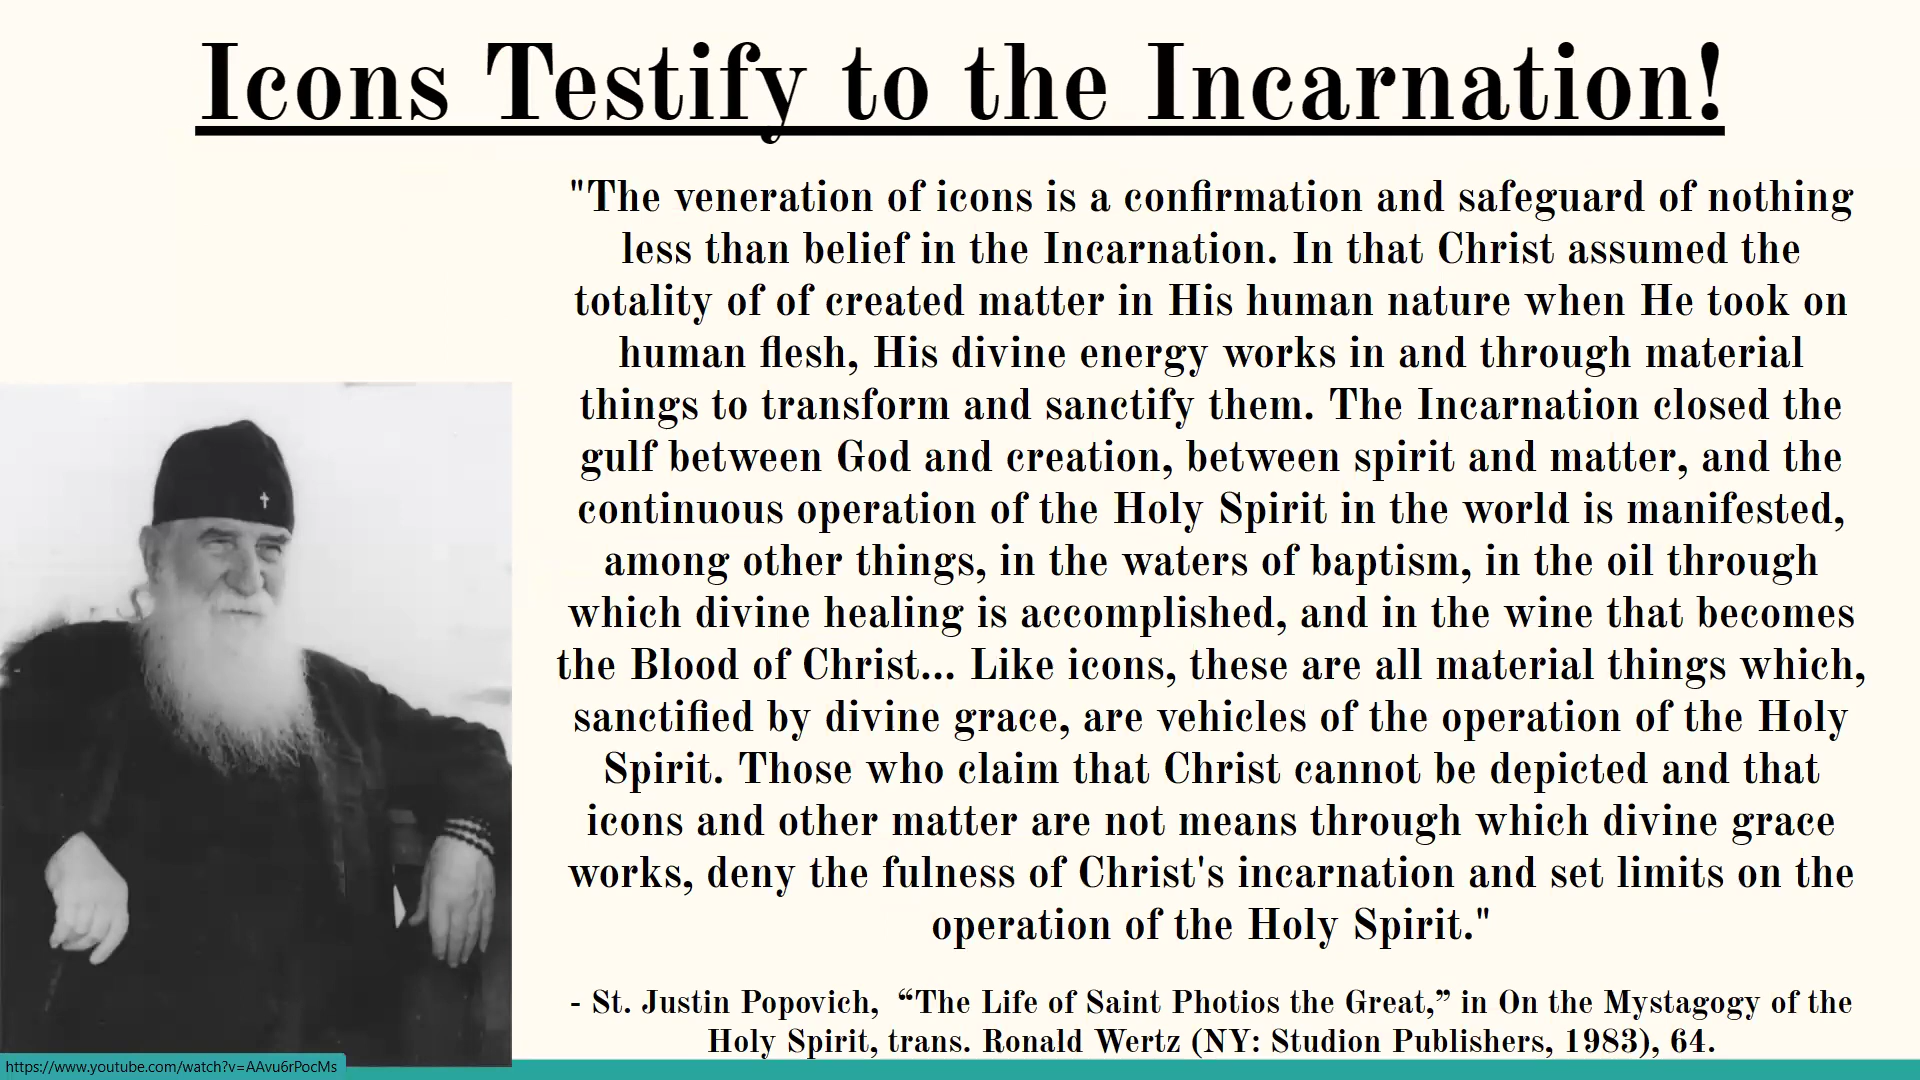 Icons Testify to the Incarnation!
"The veneration of icons is a confirmation and safeguard of nothing
less than belief in the Incarnation. In that Christ assumed the
totality of of created matter in His human nature when He took on
human flesh, His divine energy works in and through material
things to transform and sanctify them. The Incarnation closed the
gulf between God and creation, between spirit and matter, and the
continuous operation of the Holy Spirit in the world is manifested,
among other things, in the waters of baptism, in the oil through
which divine healing is accomplished, and in the wine that becomes
the Blood of Christ... Like icons, these are all material things which,
sanctified by divine grace, are vehicles of the operation of the Holy
Spirit. Those who claim that Christ cannot be depicted and that
icons and other matter are not means through which divine grace
works, deny the fulness of Christ's incarnation and set limits on the
operation of the Holy Spirit."
- St. Justin Popovich, “The Life of Saint Photios the Great,” in On the Mystagogy of the
Holy Spirit, trans. Ronald Wertz (NY: Studion Publishers, 1983), 64.
https://www.youtube.com/watch?v=AAvu6rPocMs